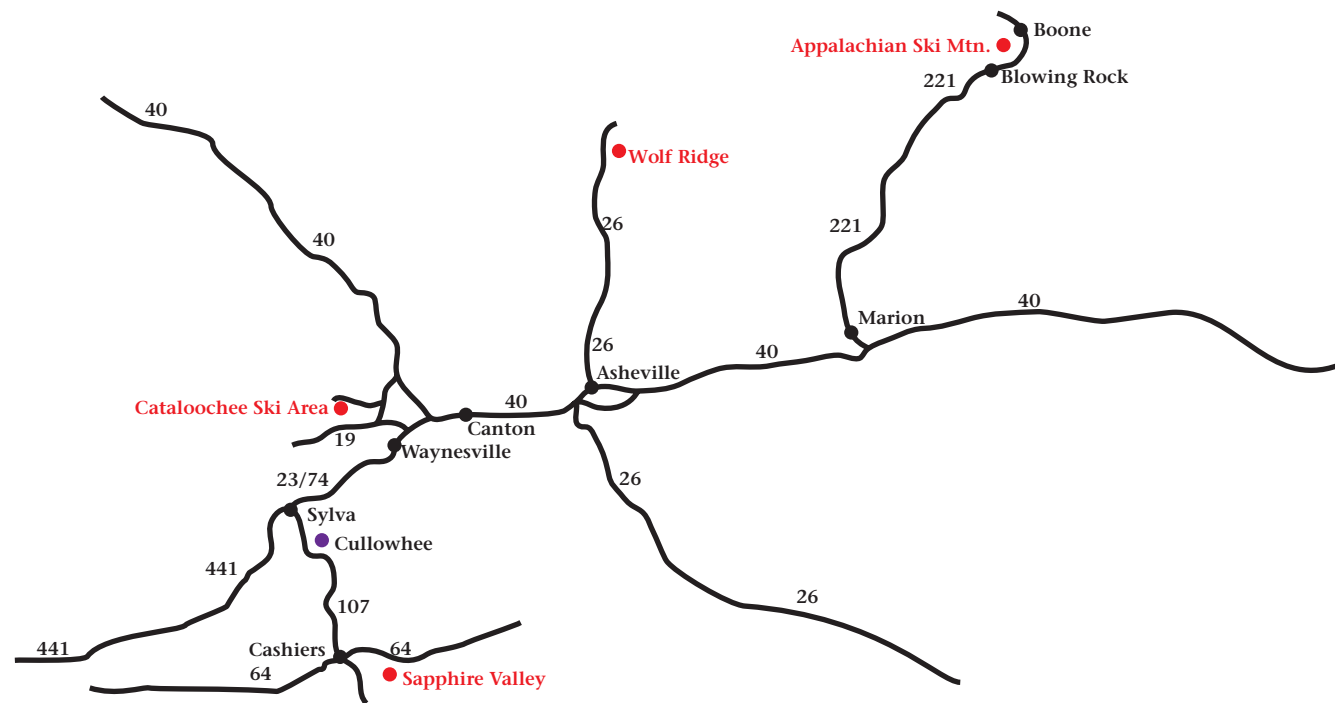 Boone
Appalachian Ski Mtn.
Blowing Rock
221
40
Wolf Ridge
26
221
40
40
Marion
26
40
Asheville
Cataloochee Ski Area
40
Canton
19
Waynesville
23/74
26
Sylva
Cullowhee
441
26
107
441
Cashiers
64
64
Sapphire Valley